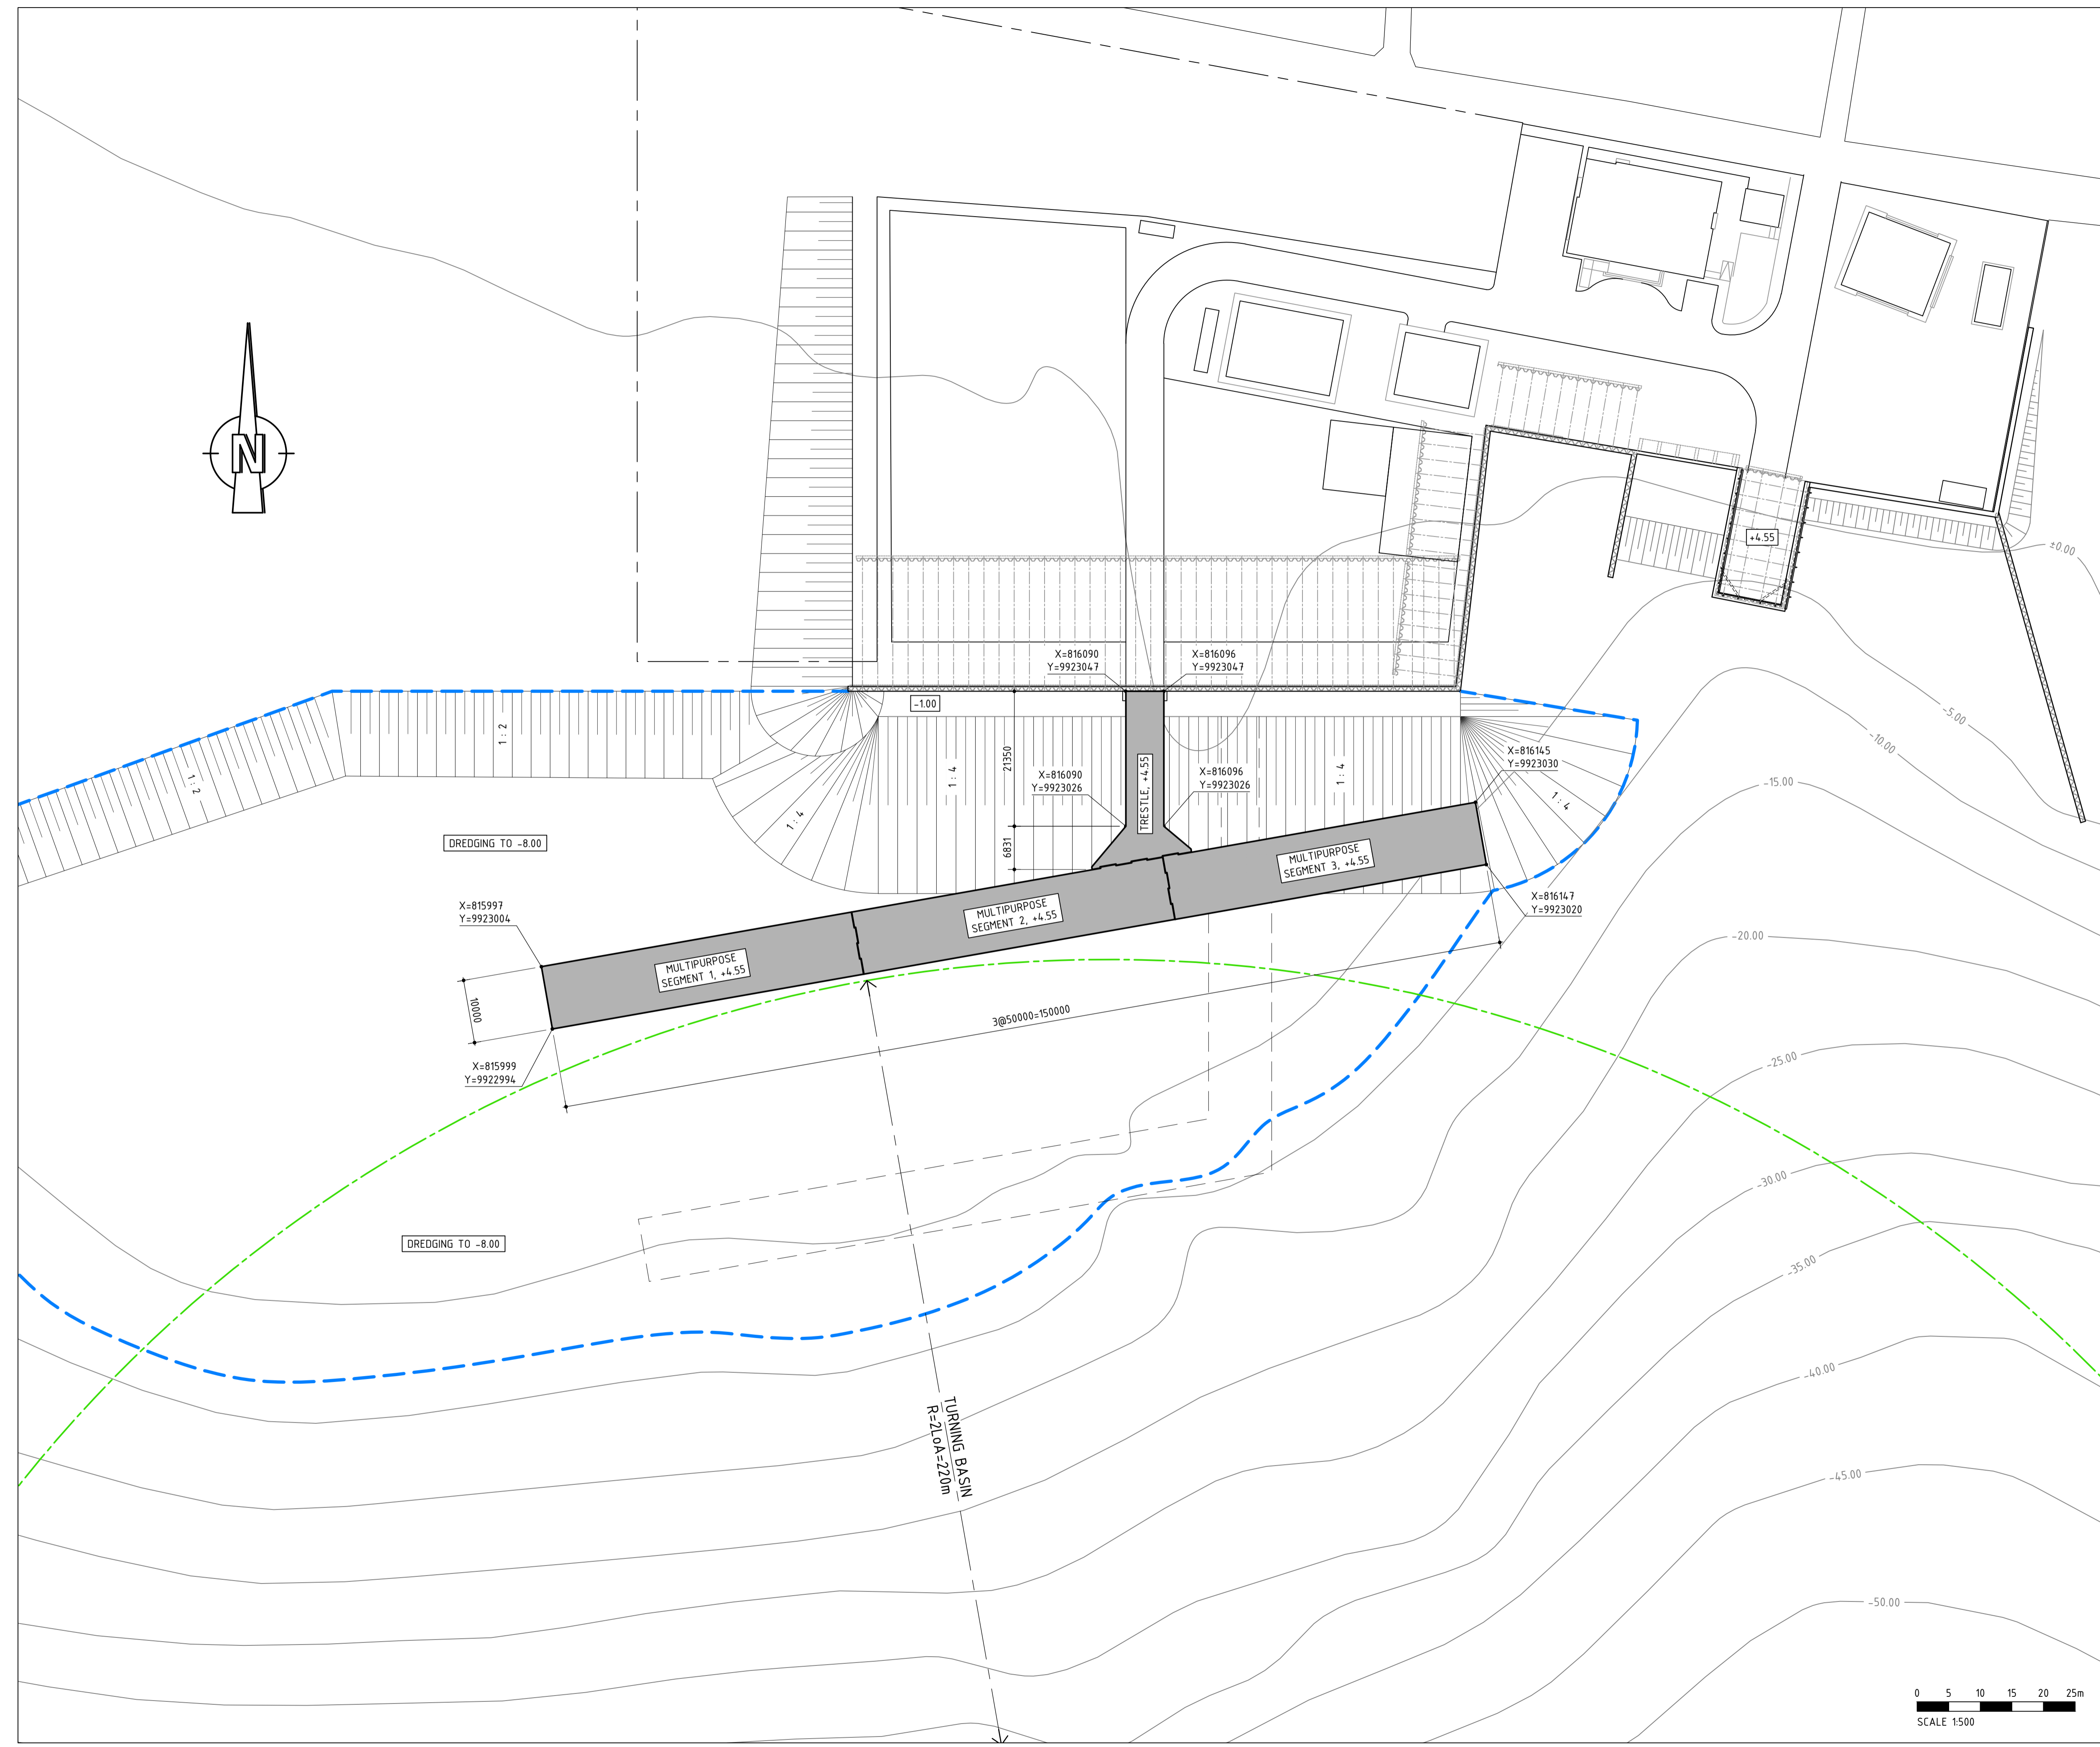 N
+4.55
±0.00
X=816090
Y=9923047
X=816096
Y=9923047
-1.00
1 : 2
1 : 2
-5.00
-10.00
21350
1 : 4
TRESTLE, +4.55
1 : 4
X=816145
Y=9923030
X=816090
Y=9923026
X=816096
Y=9923026
-15.00
1 : 4
1 : 4
DREDGING TO -8.00
6831
MULTIPURPOSE
SEGMENT 3, +4.55
X=815997
Y=9923004
MULTIPURPOSE
SEGMENT 2, +4.55
X=816147
Y=9923020
-20.00
MULTIPURPOSE
SEGMENT 1, +4.55
10000
3@50000=150000
-25.00
X=815999
Y=9922994
-30.00
DREDGING TO -8.00
-35.00
-40.00
TURNING BASIN
R=2LoA=220m
-45.00
-50.00
0 5 10 15 20 25m
SCALE 1:500